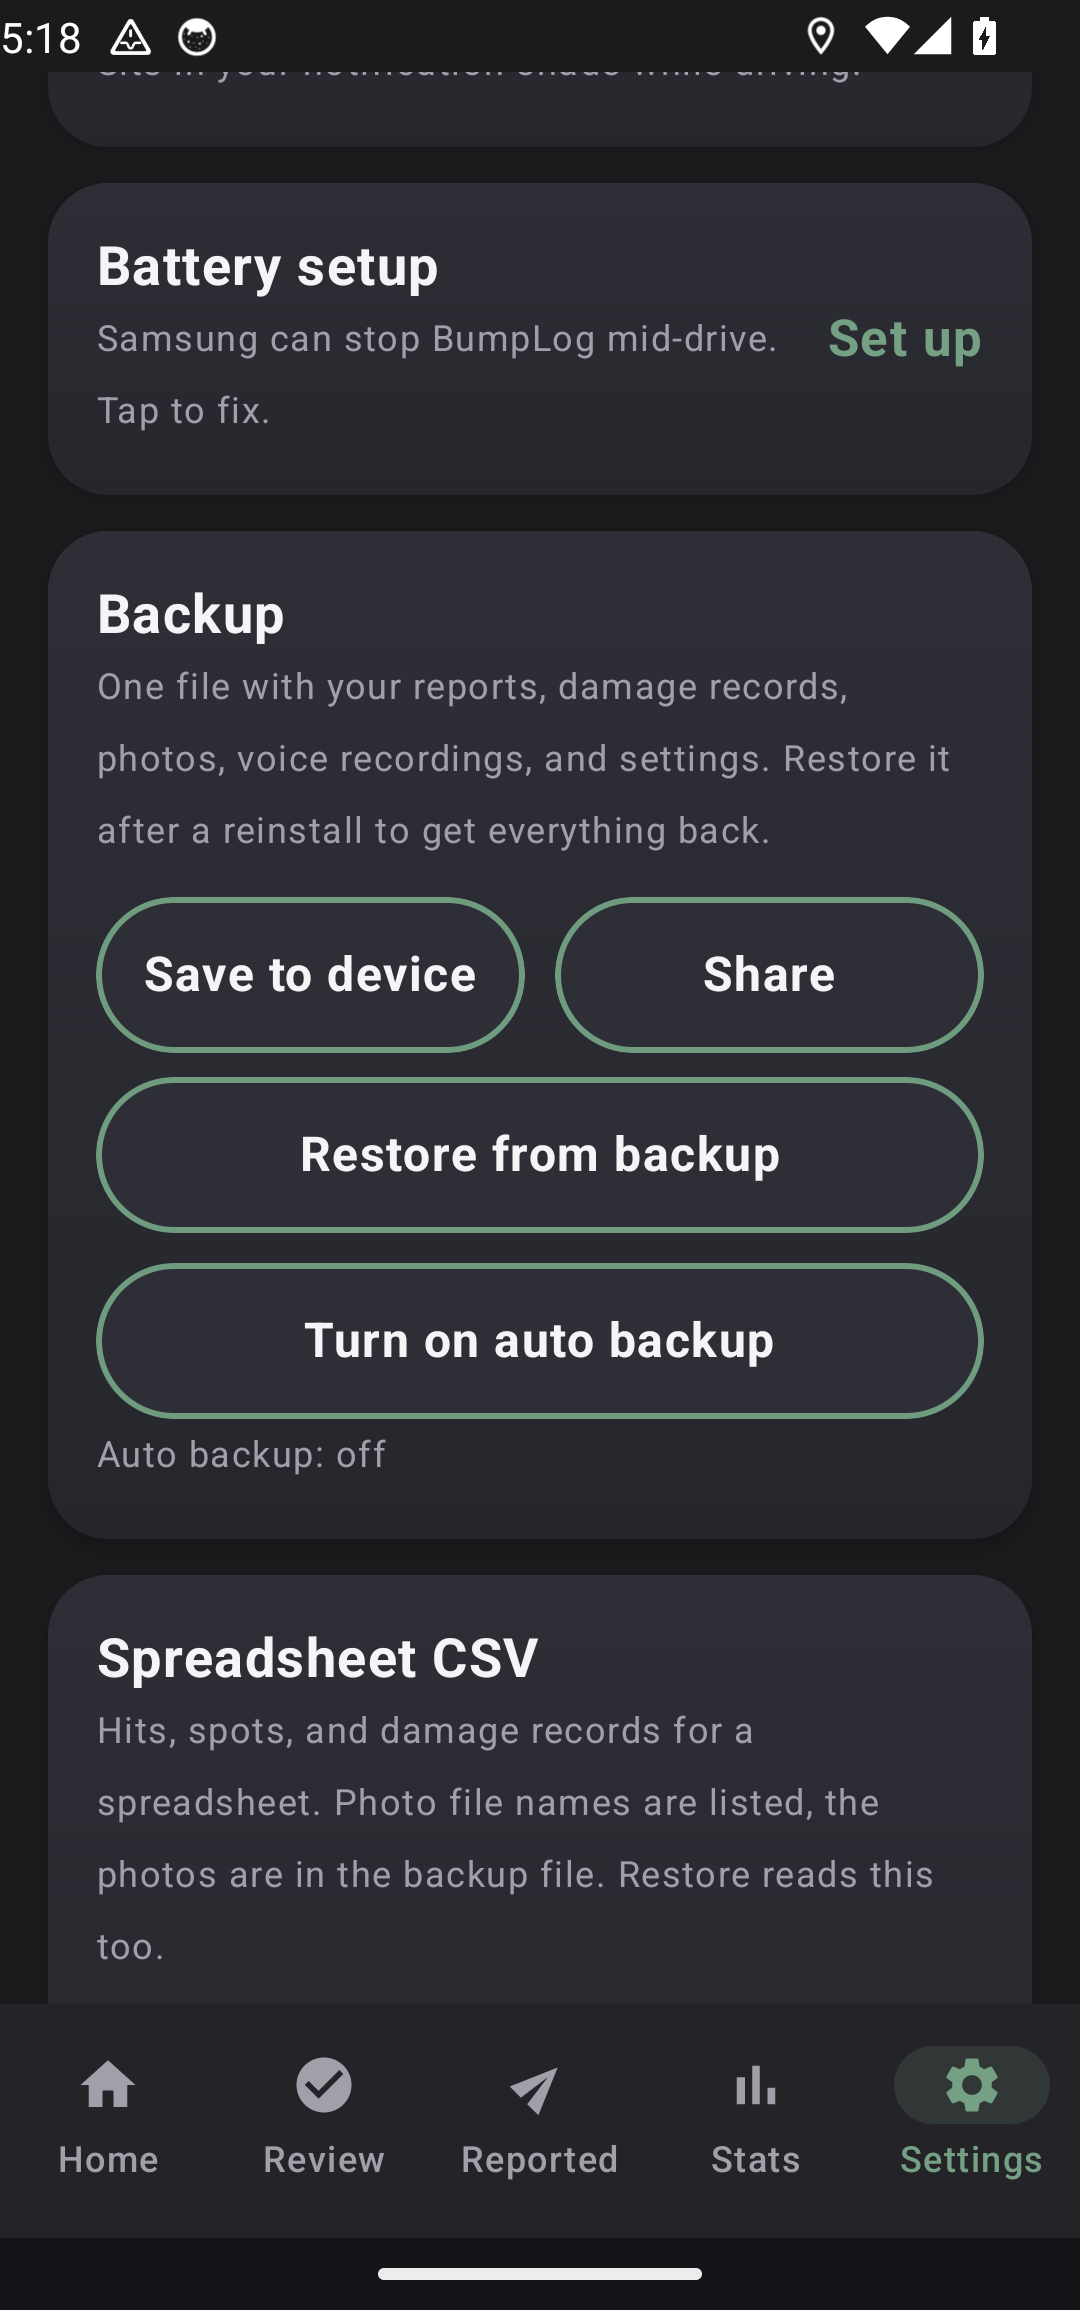 5:18
Battery setup
Samsung can stop BumpLog mid-drive.
Tap to fix.
Set up
Backup
One file with your reports, damage records,
photos, voice recordings, and settings. Restore it
after a reinstall to get everything back.
Save to device
Share
Restore from backup
Turn on auto backup
Auto backup: off
Spreadsheet CSV
Hits, spots, and damage records for a
spreadsheet. Photo file names are listed, the
photos are in the backup file. Restore reads this
too.
Home
Review
Reported
Stats
Settings